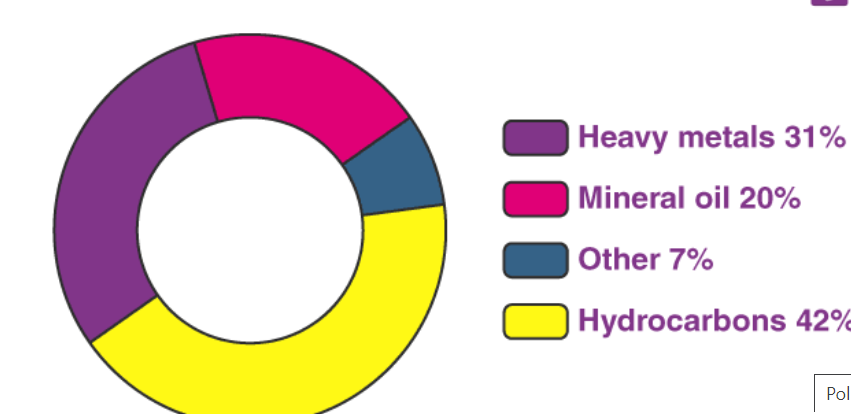 Heavy metals 31%
Mineral oil 20%
Other 7%
Hydrocarbons 42%
Pol